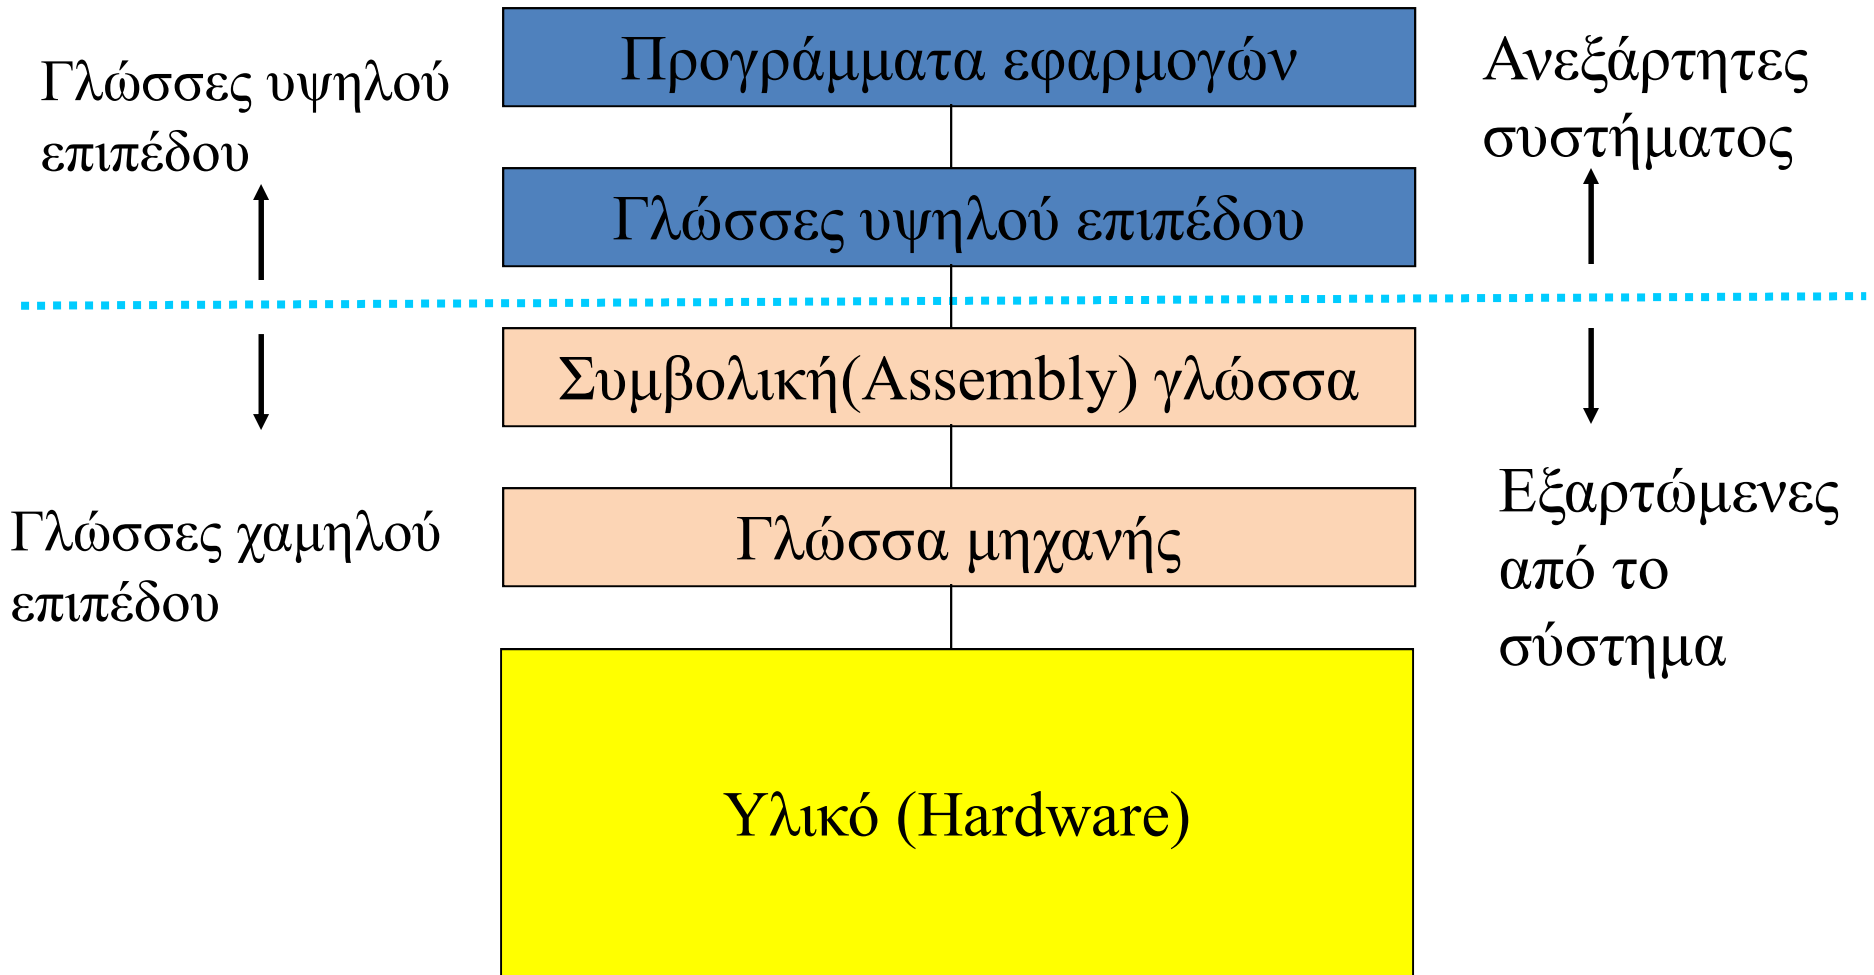 Προγράμματα εφαρμογών
Γλώσσες υψηλού
επιπέδου
Ανεξάρτητες
συστήματος
Γλώσσες υψηλού επιπέδου
Συμβολική(Assembly) γλώσσα
Γλώσσα μηχανής
Γλώσσες χαμηλού
επιπέδου
Εξαρτώμενες
από το
σύστημα
Υλικό (Hardware)